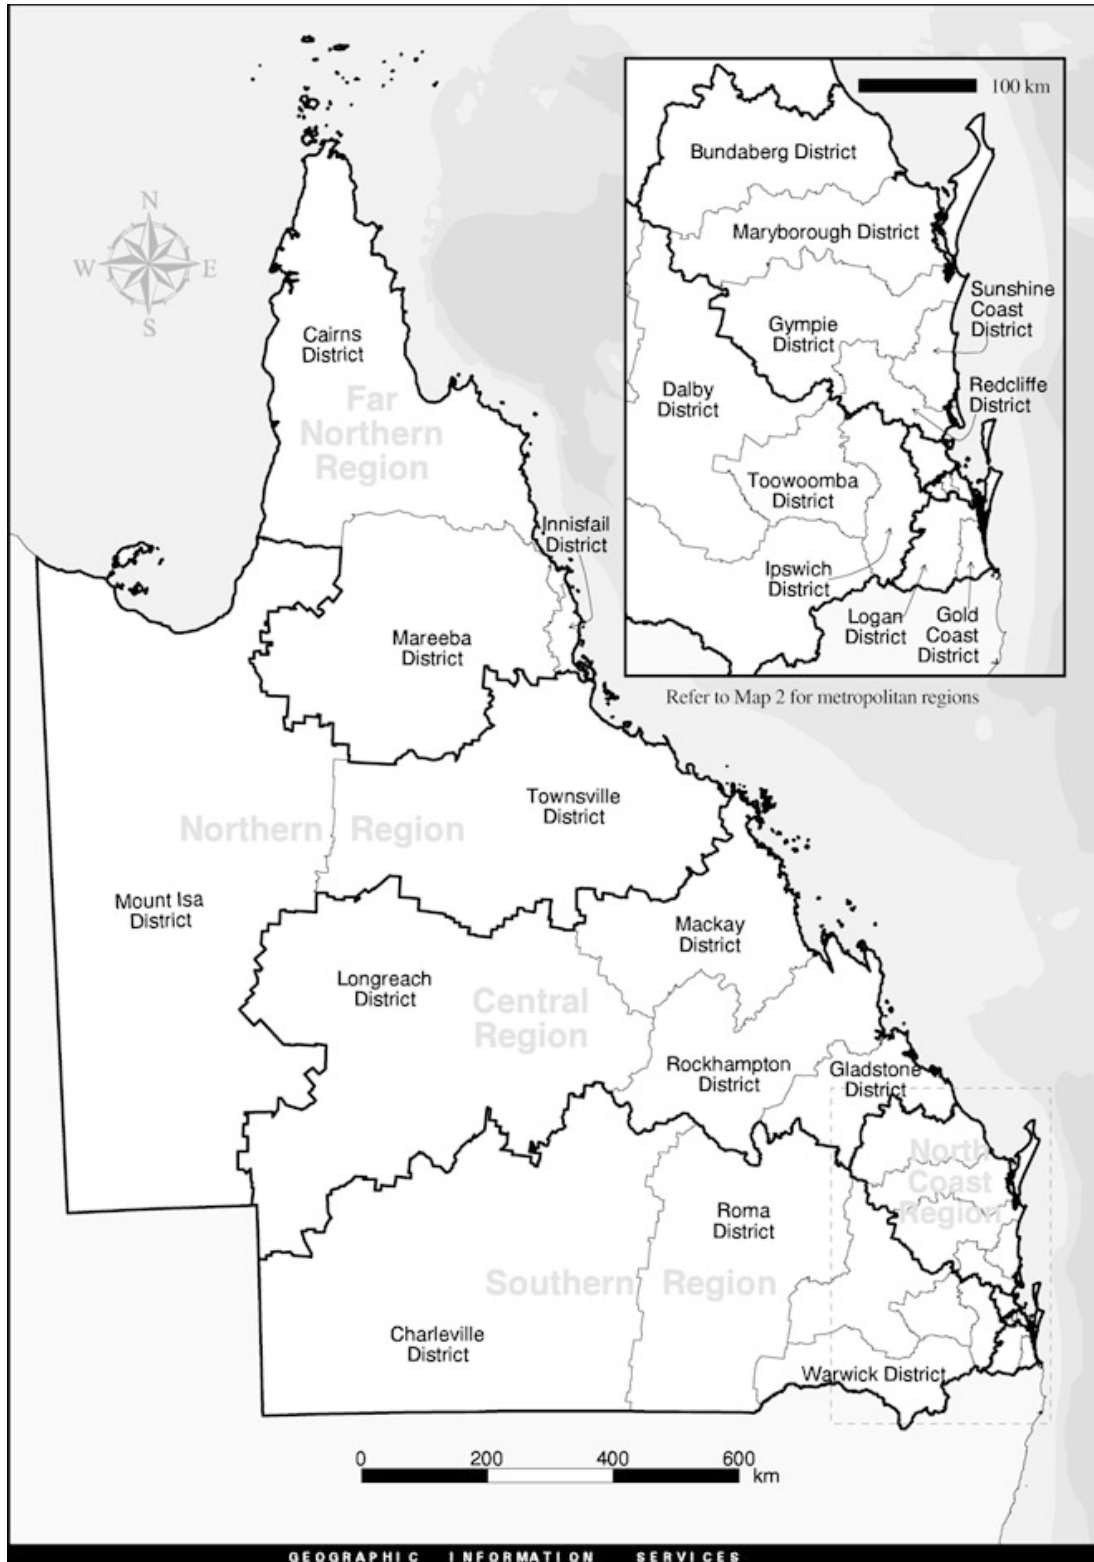 100 km
Bundaberg District
Maryborough District
Sunshine
Coast
District
Gympie
District
Redcliffe
District
Dalby
District
Toowoomba
District
Ipswich
District
Logan
District
Gold
Coast
District
Refer to Map 2 for metropolitan regions
N
W
E
S
Cairns
District
Far
Northern
Region
Innisfail
District
Mareeba
District
Townsville
District
Northern Region
Mount Isa
District
Mackay
District
Longreach
District
Central
Region
Rockhampton
District
Gladstone
District
North
Coast
Region
Roma
District
Southern Region
Charleville
District
Warwick District
0
200
400
600
km
GEOGRAPHIC INFORMATION SERVICES